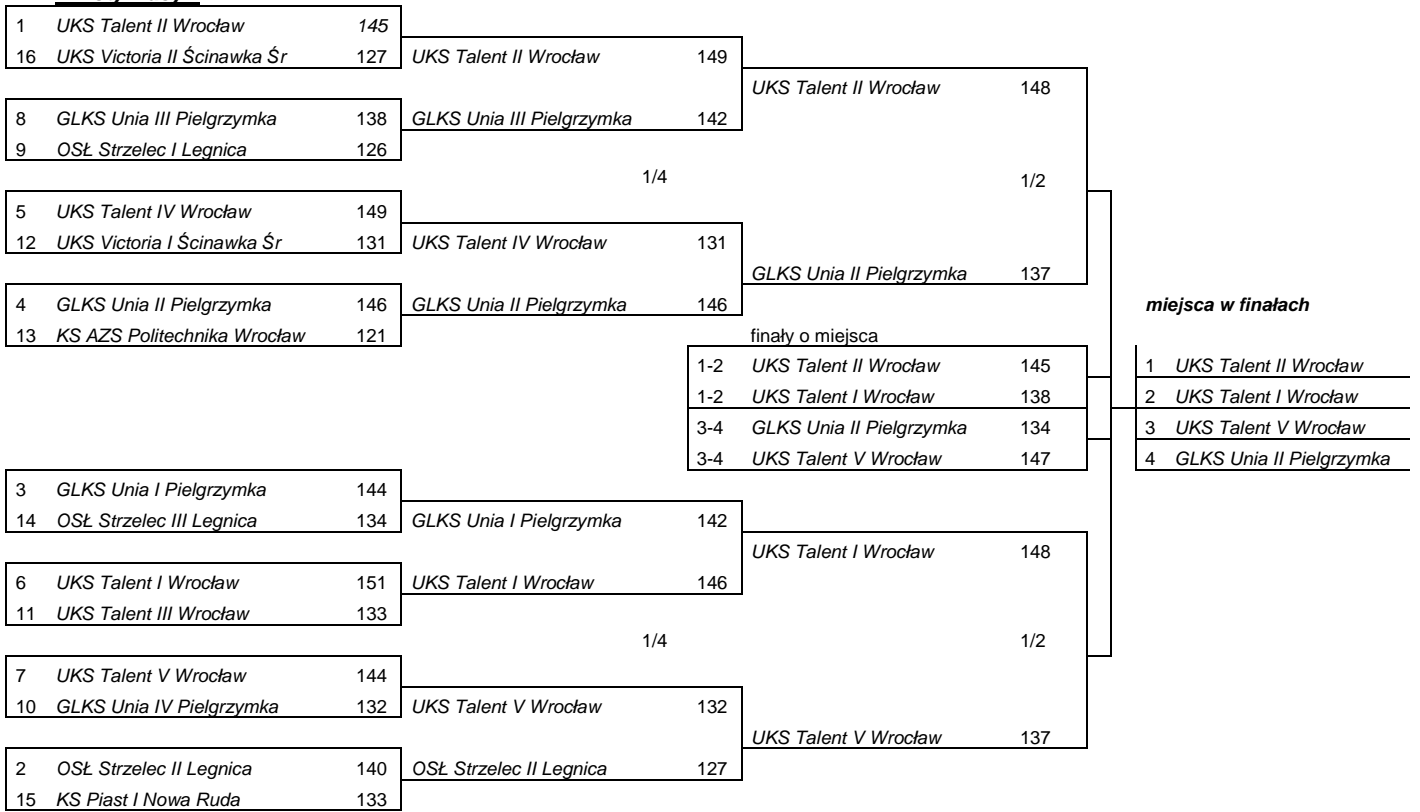 1 UKS Talent II Wrocław 145
16 UKS Victoria II Ścinawka Śr 127 UKS Talent II Wrocław 149
UKS Talent II Wrocław 148
8 GLKS Unia III Pielgrzymka 138 GLKS Unia III Pielgrzymka 142
9 OSŁ Strzelec I Legnica 126
1/4 1/2
5 UKS Talent IV Wrocław 149
12 UKS Victoria I Ścinawka Śr 131 UKS Talent IV Wrocław 131
GLKS Unia II Pielgrzymka 137
4 GLKS Unia II Pielgrzymka 146 GLKS Unia II Pielgrzymka 146 miejsca w finałach
13 KS AZS Politechnika Wrocław 121 finały o miejsca
1-2 UKS Talent II Wrocław 145 1 UKS Talent II Wrocław
1-2 UKS Talent I Wrocław 138 2 UKS Talent I Wrocław
3-4 GLKS Unia II Pielgrzymka 134 3 UKS Talent V Wrocław
3-4 UKS Talent V Wrocław 147 4 GLKS Unia II Pielgrzymka
3 GLKS Unia I Pielgrzymka 144
14 OSŁ Strzelec III Legnica 134 GLKS Unia I Pielgrzymka 142
UKS Talent I Wrocław 148
6 UKS Talent I Wrocław 151 UKS Talent I Wrocław 146
11 UKS Talent III Wrocław 133
1/4 1/2
7 UKS Talent V Wrocław 144
10 GLKS Unia IV Pielgrzymka 132 UKS Talent V Wrocław 132
UKS Talent V Wrocław 137
2 OSŁ Strzelec II Legnica 140 OSŁ Strzelec II Legnica 127
15 KS Piast I Nowa Ruda 133